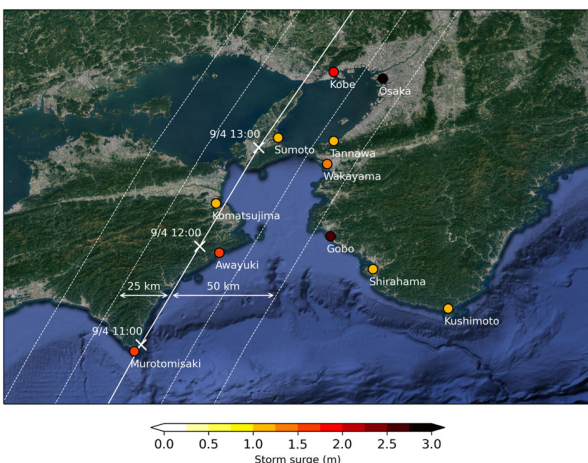 Kobe
Osaka
9/4 13:00
Sumoto
Tannawa
Wakayama
Komatsujima
9/4 12:00
Gobo
Awayuki
Shirahama
25 km
50 km
Kushimoto
9/4 11:00
Murotomisaki
0.0 0.5 1.0 1.5 2.0 2.5 3.0
Storm surge (m)